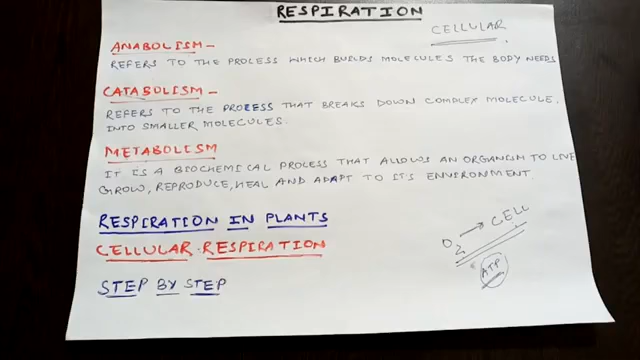 RESPIRATION
CELLULAR
ANABOLISM -
REFERS TO THE PROCESS WHICH BUILDS MOLECULES THE BODY NEEDS
CATABOLISM -
REFERS TO THE PROCESS THAT BREAKS DOWN COMPLEX MOLECULE
INTO SMALLER MOLECULES.
METABOLISM
IT IS A BIOCHEMICAL PROCESS THAT ALLOWS AN ORGANISM TO LIVE
GROW, REPRODUCE, HEAL AND ADAPT TO ITS ENVIRONMENT.
RESPIRATION IN PLANTS
CELLULAR RESPIRATION
O2 → CELL
ATP
STEP BY STEP